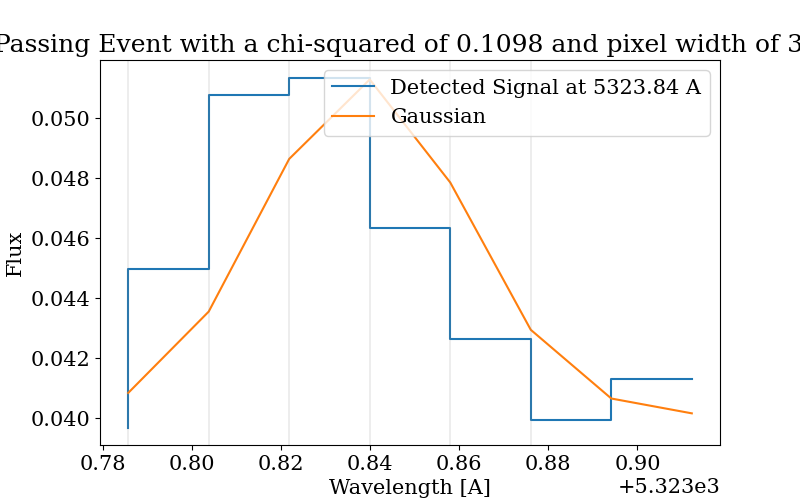 Passing Event with a chi-squared of 0.1098 and pixel width of 3
Detected Signal at 5323.84 A
Gaussian
0.050
0.048
0.046
0.044
0.042
0.040
Flux
0.78 0.80 0.82 0.84 0.86 0.88 0.90
Wavelength [A]
+5.323e3